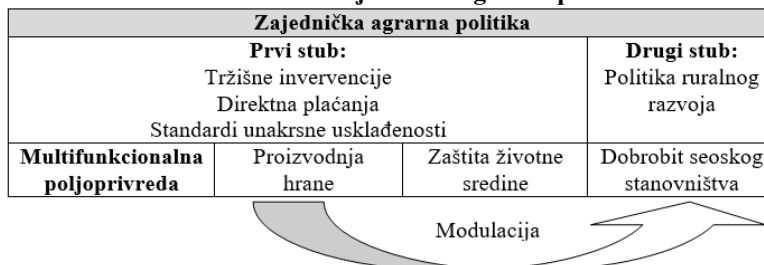 Zajednička agrarna politika
Prvi stub:
Tržišne invervencije
Direktna plaćanja
Standardi unakrsne usklađenosti
Drugi stub:
Politika ruralnog
razvoja
Multifunkcionalna
poljoprivreda
Proizvodnja
hrane
Zaštita životne
sredine
Dobrobit seoskog
stanovništva
Modulacija